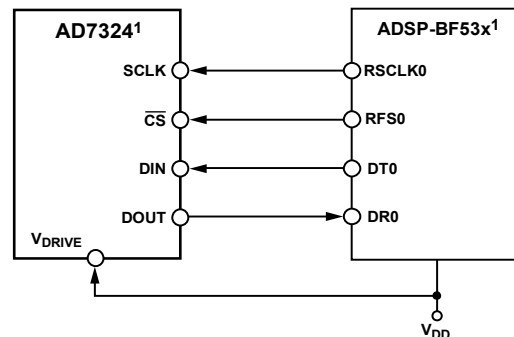 AD7324¹
ADSP-BF53x¹
SCLK
RSCLK0
CS
RFS0
DIN
DT0
DOUT
DR0
VDRIVE
VDD